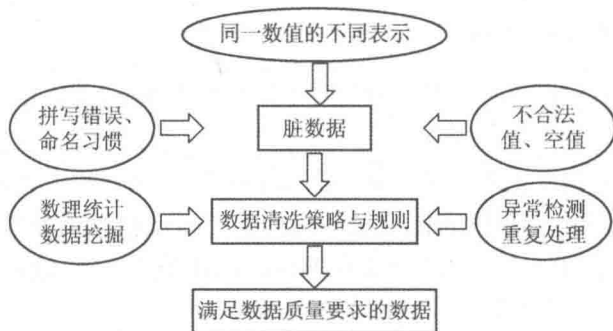 同一数值的不同表示
拼写错误、
命名习惯
脏数据
不合法
值、空值
数理统计
数据挖掘
数据清洗策略与规则
异常检测
重复处理
满足数据质量要求的数据